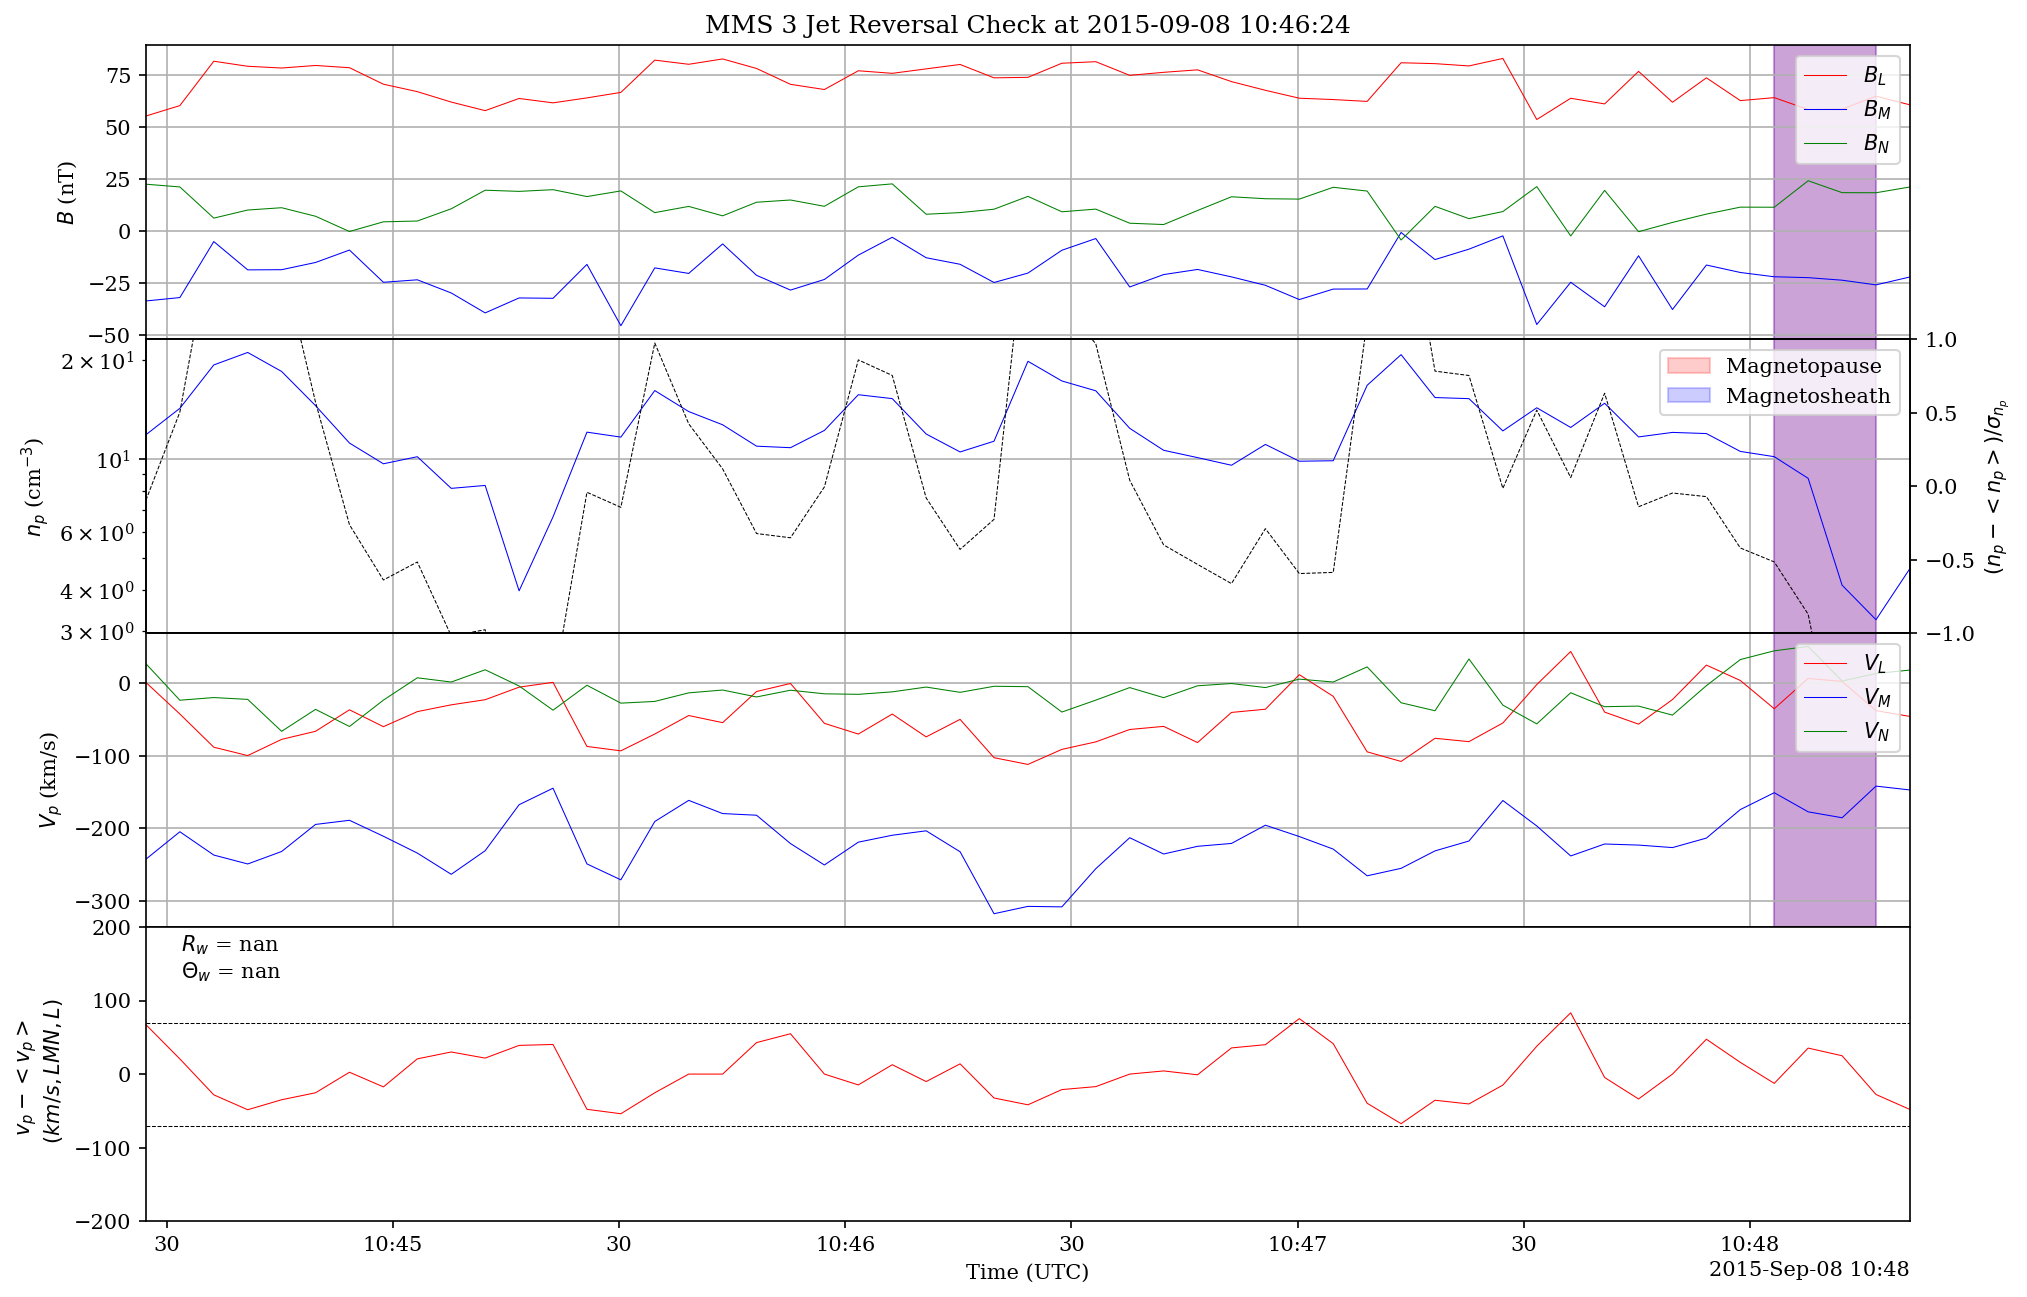 MMS 3 Jet Reversal Check at 2015-09-08 10:46:24
75
50
25
0
−25
−50
B (nT)
B_L
B_M
B_N
2 × 10^1
10^1
6 × 10^0
4 × 10^0
3 × 10^0
n_p (cm^−3)
Magnetopause
Magnetosheath
1.0
0.5
0.0
−0.5
−1.0
(n_p − < n_p >)/σ_{n_p}
0
−100
−200
−300
V_p (km/s)
V_L
V_M
V_N
200
100
0
−100
−200
v_p − < v_p >
(km/s, LMN, L)
R_w = nan
Θ_w = nan
30 10:45 30 10:46 30 10:47 30 10:48
Time (UTC)
2015-Sep-08 10:48